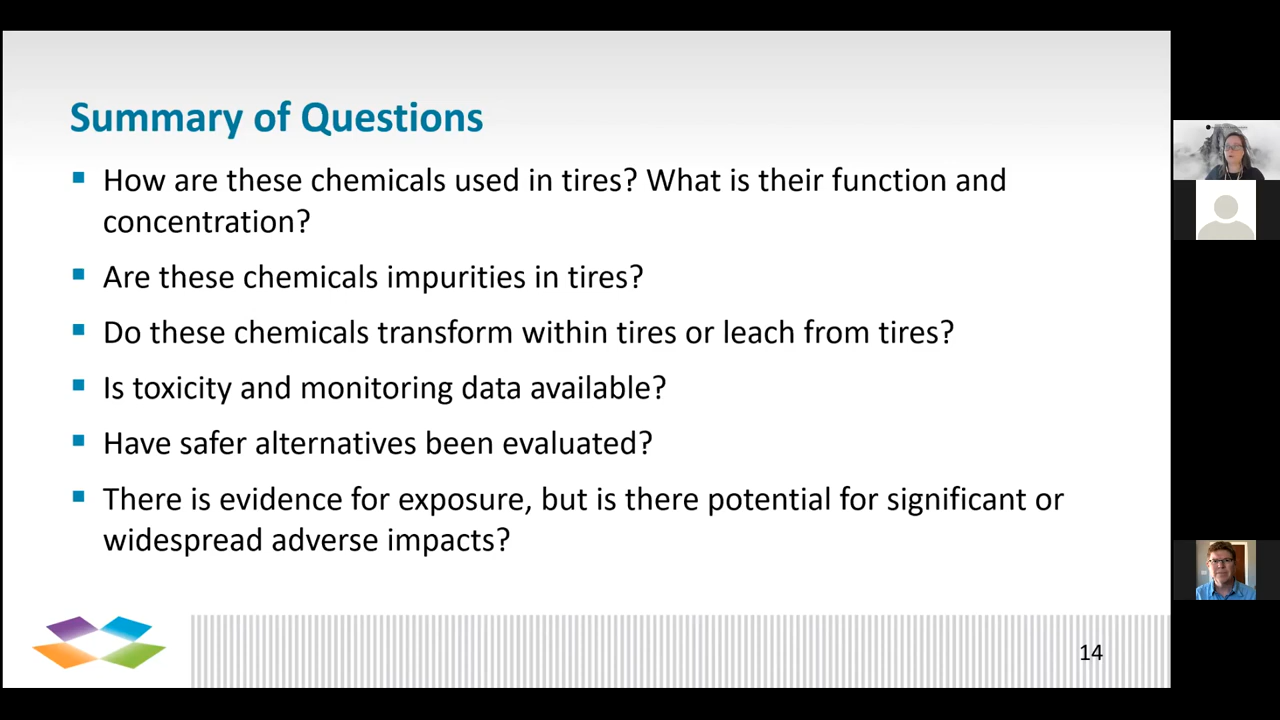 Summary of Questions
How are these chemicals used in tires? What is their function and
concentration?
Are these chemicals impurities in tires?
Do these chemicals transform within tires or leach from tires?
Is toxicity and monitoring data available?
Have safer alternatives been evaluated?
There is evidence for exposure, but is there potential for significant or
widespread adverse impacts?
14